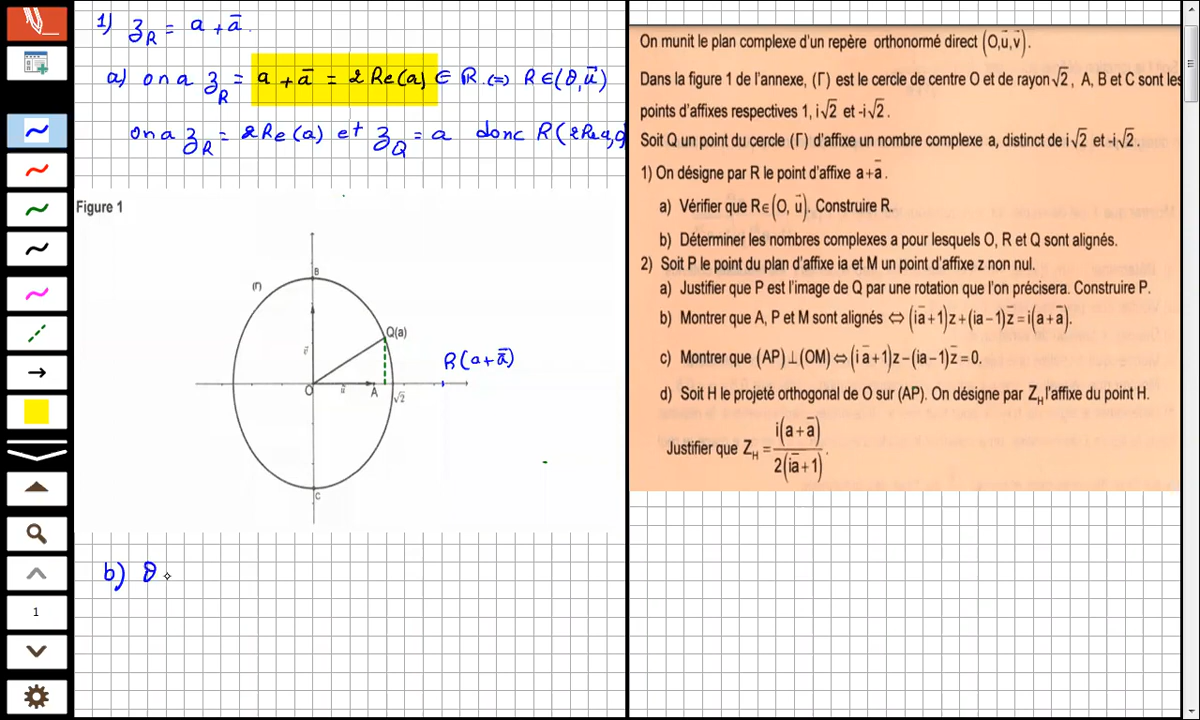 1) z_R = a + ā.
a) on a z_R = a + ā = 2 Re(a) ∈ ℝ ⇔ R ∈ (O, u⃗)
on a z_R = 2 Re(a) et z_Q = a donc R(2Re a, 0
Figure 1
B
(Γ)
Q(a)
v⃗
R(a + ā)
O
u⃗
A
√2
C
b) O
1
On munit le plan complexe d'un repère orthonormé direct (O,u⃗,v⃗).
Dans la figure 1 de l'annexe, (Γ) est le cercle de centre O et de rayon √2, A, B et C sont les
points d'affixes respectives 1, i√2 et -i√2.
Soit Q un point du cercle (Γ) d'affixe un nombre complexe a, distinct de i√2 et -i√2.
1) On désigne par R le point d'affixe a+ā.
a) Vérifier que R∈(O, u⃗). Construire R.
b) Déterminer les nombres complexes a pour lesquels O, R et Q sont alignés.
2) Soit P le point du plan d'affixe ia et M un point d'affixe z non nul.
a) Justifier que P est l'image de Q par une rotation que l'on précisera. Construire P.
b) Montrer que A, P et M sont alignés ⇔ (iā+1)z+(ia−1)z̄=i(a+ā).
c) Montrer que (AP)⊥(OM)⇔(iā+1)z−(ia−1)z̄=0.
d) Soit H le projeté orthogonal de O sur (AP). On désigne par Z_H l'affixe du point H.
Justifier que Z_H = i(a+ā) / 2(iā+1).